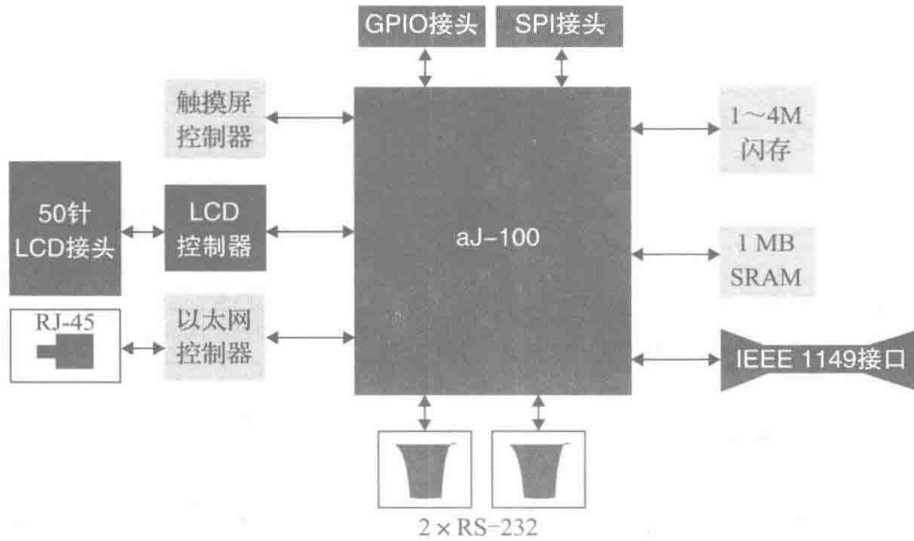 GPIO接头
SPI接头
触摸屏
控制器
1～4M
闪存
50针
LCD接头
LCD
控制器
aJ-100
1 MB
SRAM
RJ-45
以太网
控制器
IEEE 1149接口
2 × RS-232